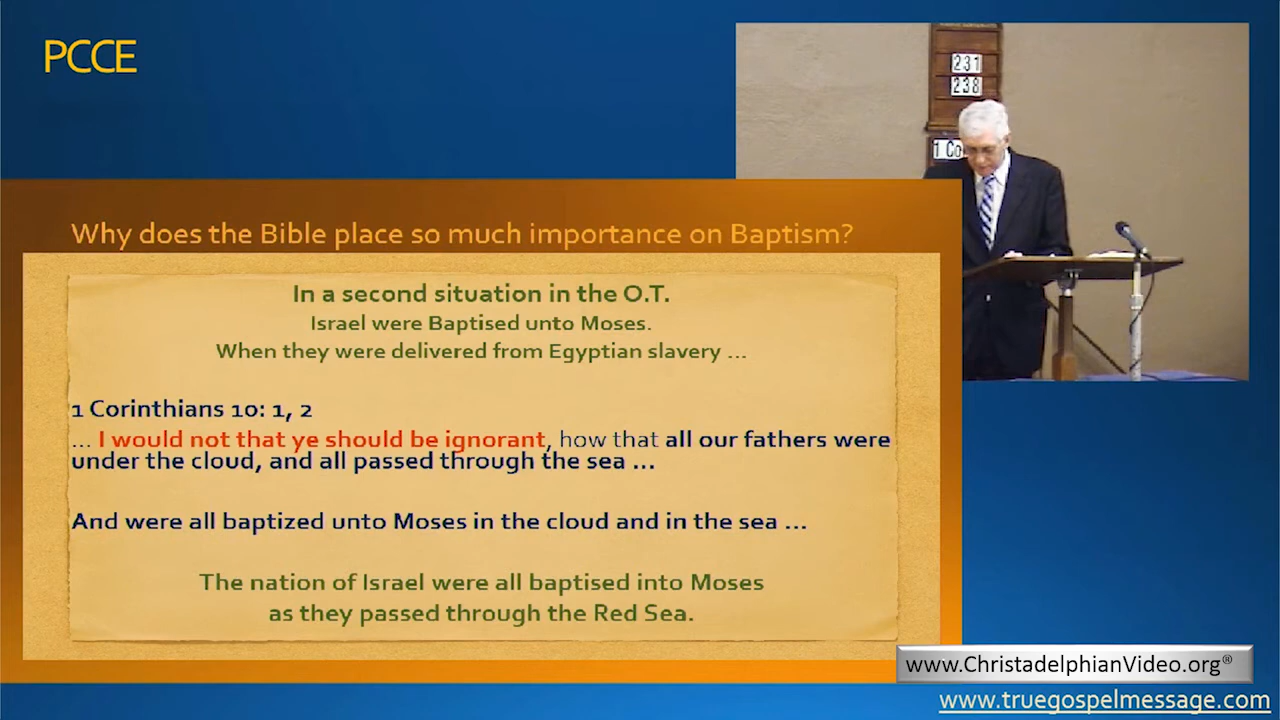 PCCE
231
238
1 Co
Why does the Bible place so much importance on Baptism?
In a second situation in the O.T.
Israel were Baptised unto Moses.
When they were delivered from Egyptian slavery ...
1 Corinthians 10: 1, 2
... I would not that ye should be ignorant, how that all our fathers were
under the cloud, and all passed through the sea ...
And were all baptized unto Moses in the cloud and in the sea ...
The nation of Israel were all baptised into Moses
as they passed through the Red Sea.
www.ChristadelphianVideo.org®
www.truegospelmessage.com